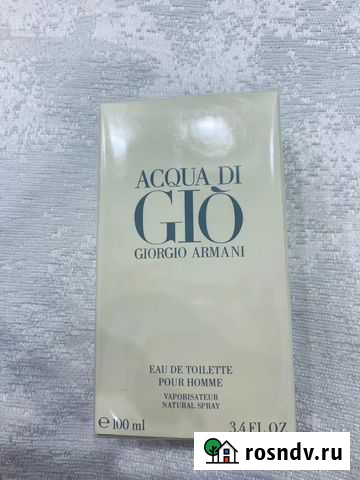 ACQUA DI
GIÒ
GIORGIO ARMANI
EAU DE TOILETTE
POUR HOMME
VAPORISATEUR
NATURAL SPRAY
e 100 ml 3.4 FL.OZ
rosndv.ru